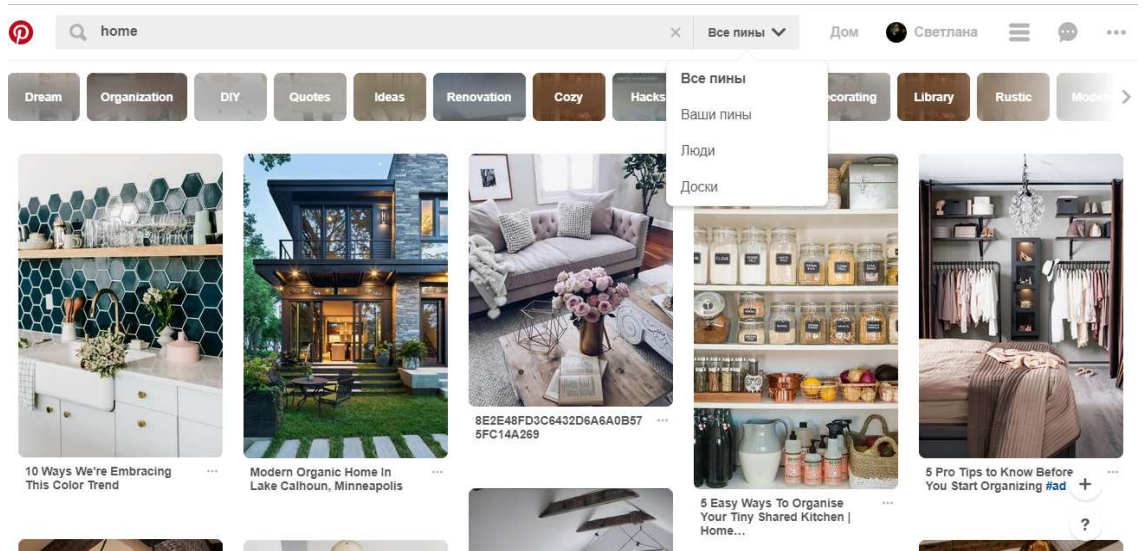 home
Все пины
Дом
Светлана
Dream
Organization
DIY
Quotes
Ideas
Renovation
Cozy
Hacks
ecorating
Library
Rustic
Moder
Все пины
Ваши пины
Люди
Доски
10 Ways We're Embracing
This Color Trend
Modern Organic Home In
Lake Calhoun, Minneapolis
8E2E48FD3C6432D6A6A0B57
5FC14A269
5 Easy Ways To Organise
Your Tiny Shared Kitchen |
Home...
5 Pro Tips to Know Before
You Start Organizing #ad